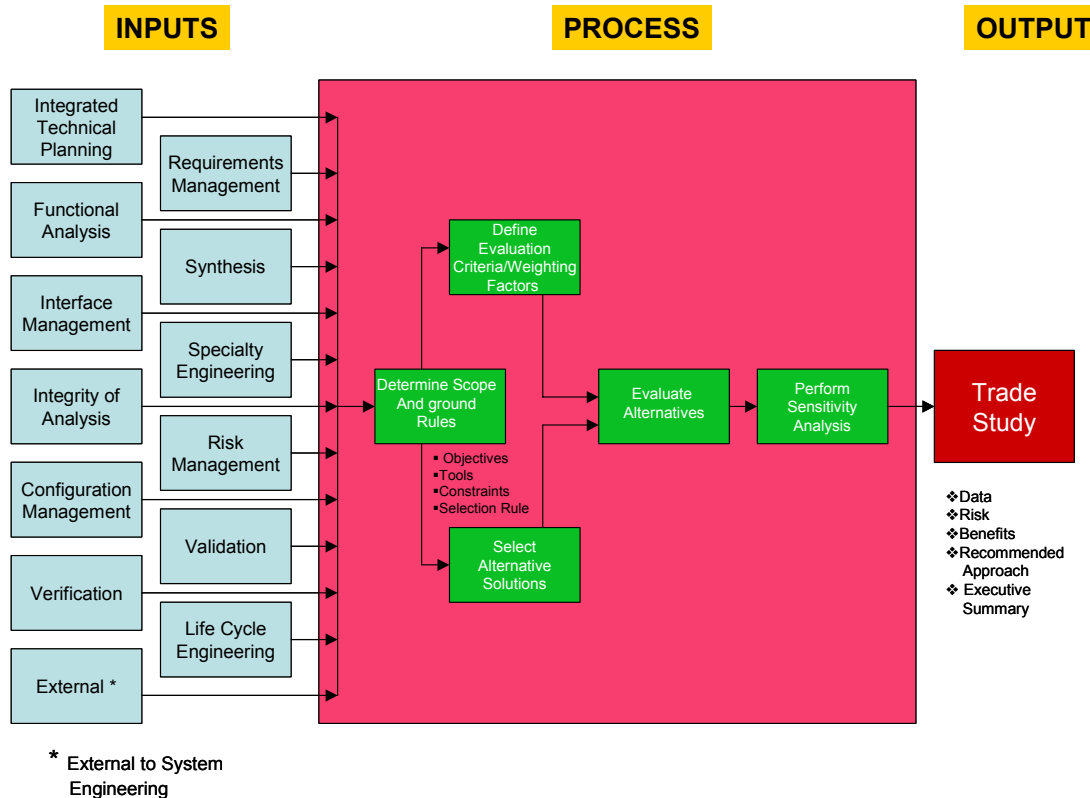 INPUTS
PROCESS
OUTPUT
Integrated
Technical
Planning
Requirements
Management
Functional
Analysis
Synthesis
Interface
Management
Specialty
Engineering
Integrity of
Analysis
Risk
Management
Configuration
Management
Validation
Verification
Life Cycle
Engineering
External *
* External to System
Engineering
Define
Evaluation
Criteria/Weighting
Factors
Determine Scope
And ground
Rules
▪ Objectives
▪Tools
▪Constraints
▪Selection Rule
Select
Alternative
Solutions
Evaluate
Alternatives
Perform
Sensitivity
Analysis
Trade
Study
❖Data
❖Risk
❖Benefits
❖Recommended
Approach
❖ Executive
Summary